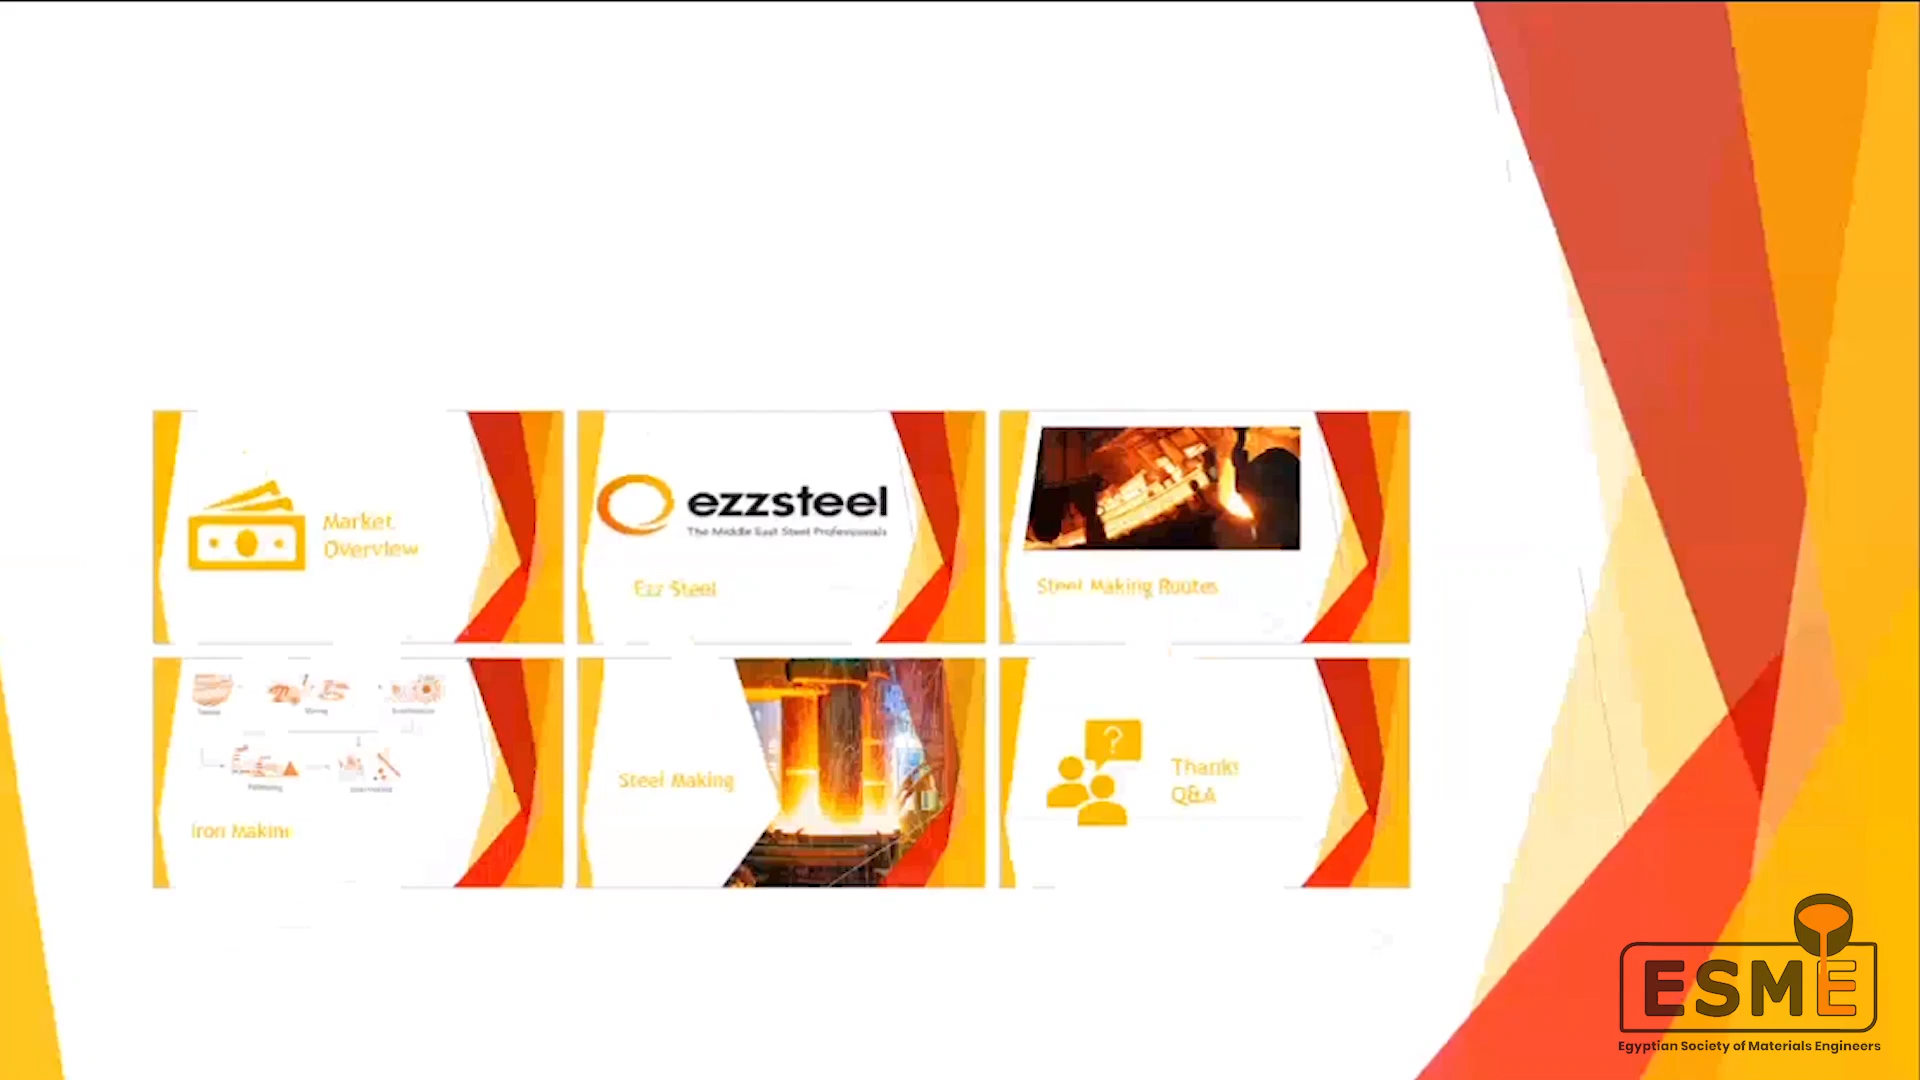 Market
Overview
ezzsteel
The Middle East Steel Professionals
Ezz Steel
Steel Making Routes
Iron Making
Steel Making
?
Thanks
Q&A
ESME
Egyptian Society of Materials Engineers